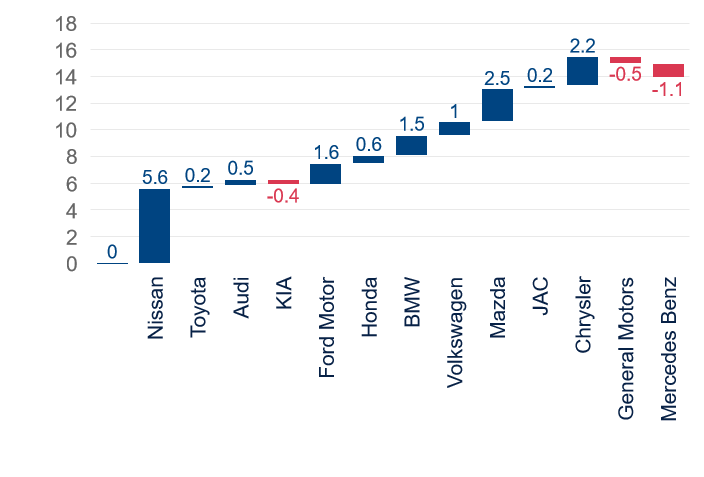 18
16
14
12
10
8
6
4
2
0
0
5.6
0.2
0.5
-0.4
1.6
0.6
1.5
1
2.5
0.2
2.2
-0.5
-1.1
Nissan
Toyota
Audi
KIA
Ford Motor
Honda
BMW
Volkswagen
Mazda
JAC
Chrysler
General Motors
Mercedes Benz